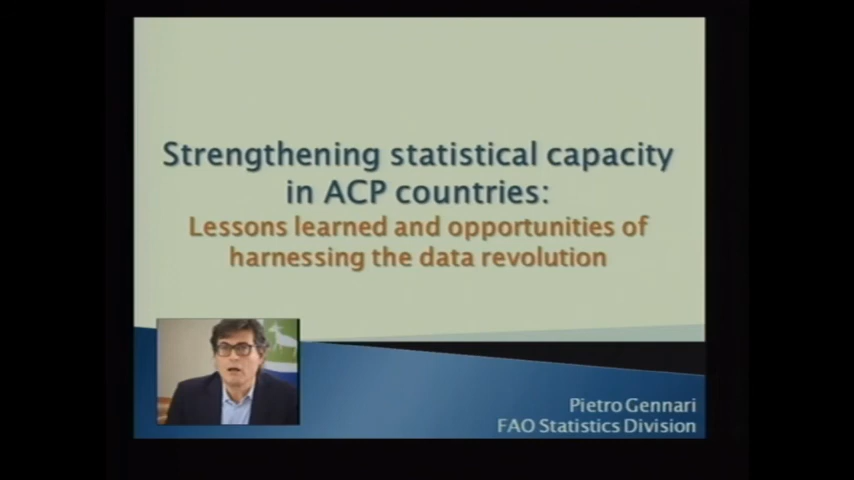 Strengthening statistical capacity
in ACP countries:
Lessons learned and opportunities of
harnessing the data revolution
Pietro Gennari
FAO Statistics Division